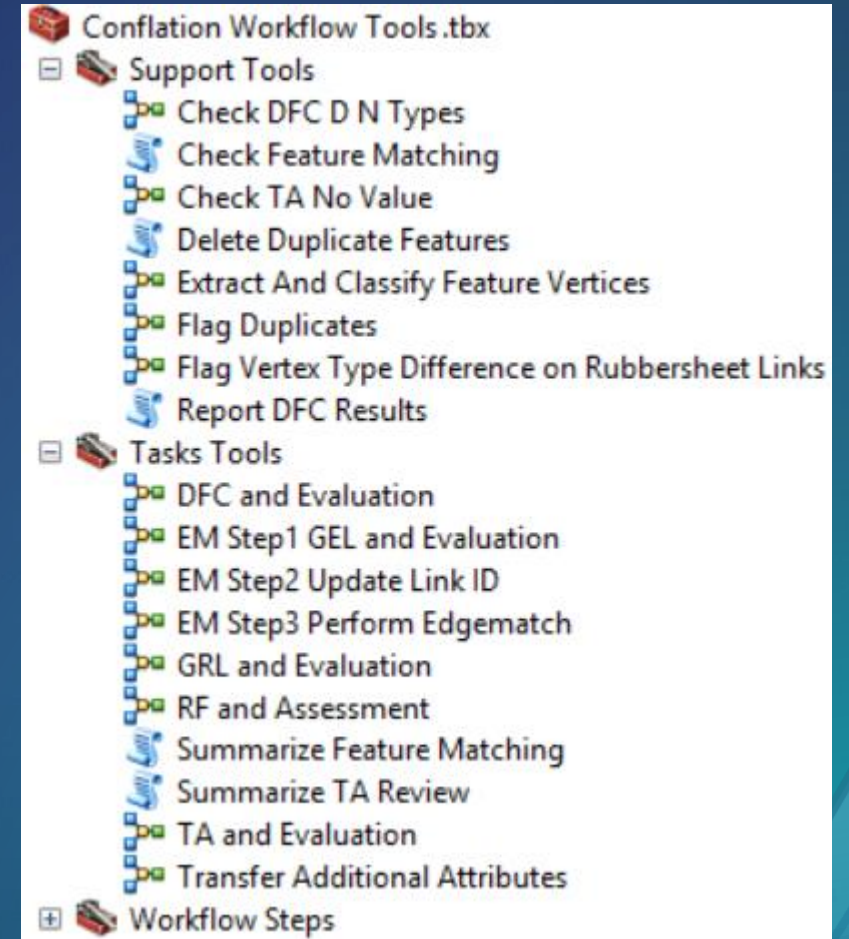 Conflation Workflow Tools.tbx
Support Tools
Check DFC D N Types
Check Feature Matching
Check TA No Value
Delete Duplicate Features
Extract And Classify Feature Vertices
Flag Duplicates
Flag Vertex Type Difference on Rubbersheet Links
Report DFC Results
Tasks Tools
DFC and Evaluation
EM Step1 GEL and Evaluation
EM Step2 Update Link ID
EM Step3 Perform Edgematch
GRL and Evaluation
RF and Assessment
Summarize Feature Matching
Summarize TA Review
TA and Evaluation
Transfer Additional Attributes
Workflow Steps